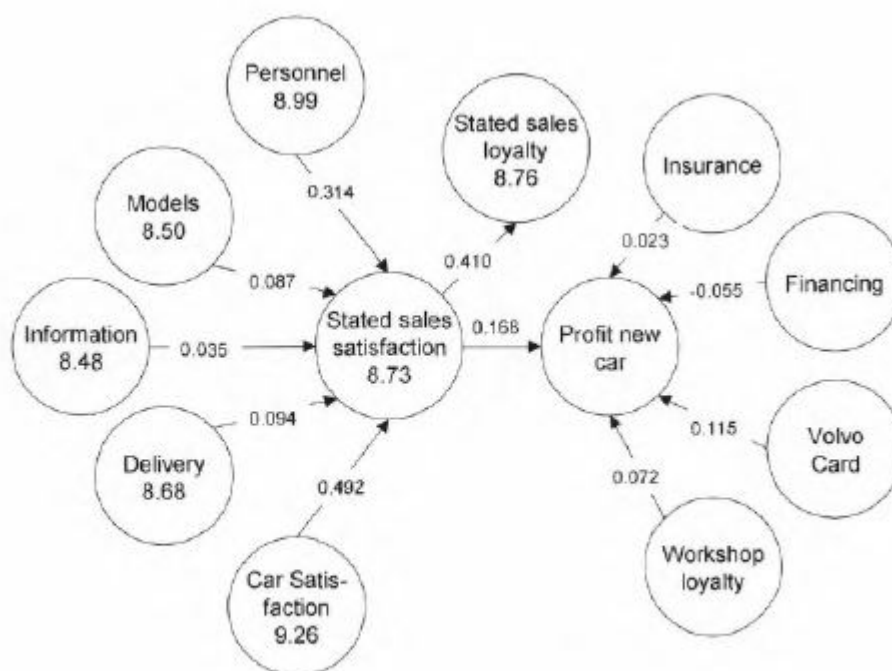 Personnel
8.99
Stated sales
loyalty
8.76
Insurance
Models
8.50
0.314
0.023
0.410
Financing
-0.055
0.087
Information
8.48
0.035
Stated sales
satisfaction
8.73
0.168
Profit new
car
0.094
Delivery
8.68
0.115
Volvo
Card
0.492
0.072
Workshop
loyalty
Car Satis-
faction
9.26